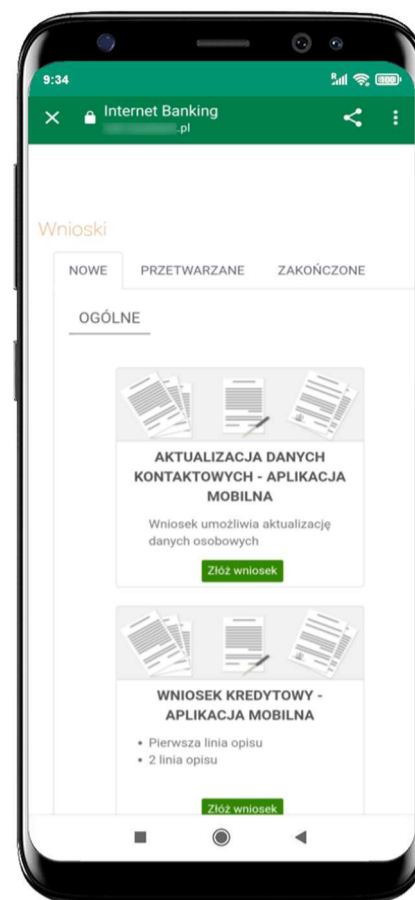 9:34
Internet Banking
.pl
Wnioski
NOWE PRZETWARZANE ZAKOŃCZONE
OGÓLNE
AKTUALIZACJA DANYCH
KONTAKTOWYCH - APLIKACJA
MOBILNA
Wniosek umożliwia aktualizację
danych osobowych
Złóż wniosek
WNIOSEK KREDYTOWY -
APLIKACJA MOBILNA
• Pierwsza linia opisu
• 2 linia opisu
Złóż wniosek